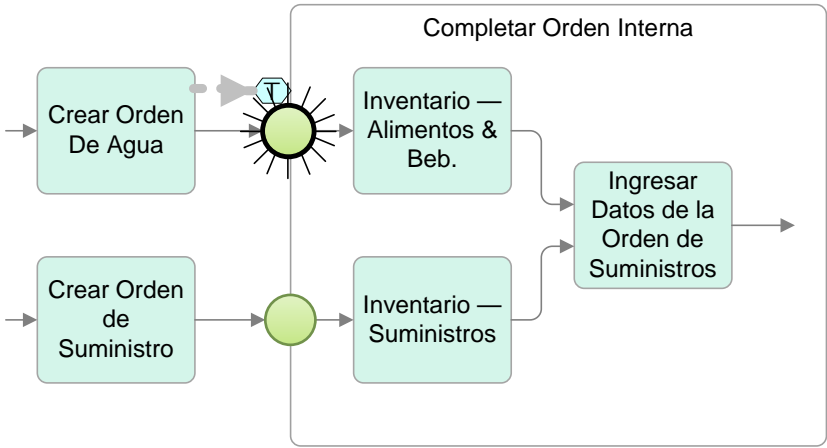 Completar Orden Interna
Crear Orden
De Agua
T
Inventario —
Alimentos &
Beb.
Ingresar
Datos de la
Orden de
Suministros
Crear Orden
de
Suministro
Inventario —
Suministros